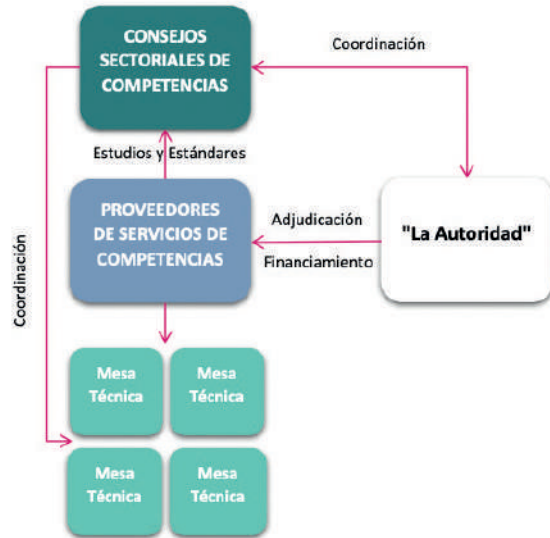 CONSEJOS
SECTORIALES DE
COMPETENCIAS
Coordinación
Estudios y Estándares
PROVEEDORES
DE SERVICIOS DE
COMPETENCIAS
Adjudicación
Financiamiento
"La Autoridad"
Coordinación
Mesa
Técnica
Mesa
Técnica
Mesa
Técnica
Mesa
Técnica